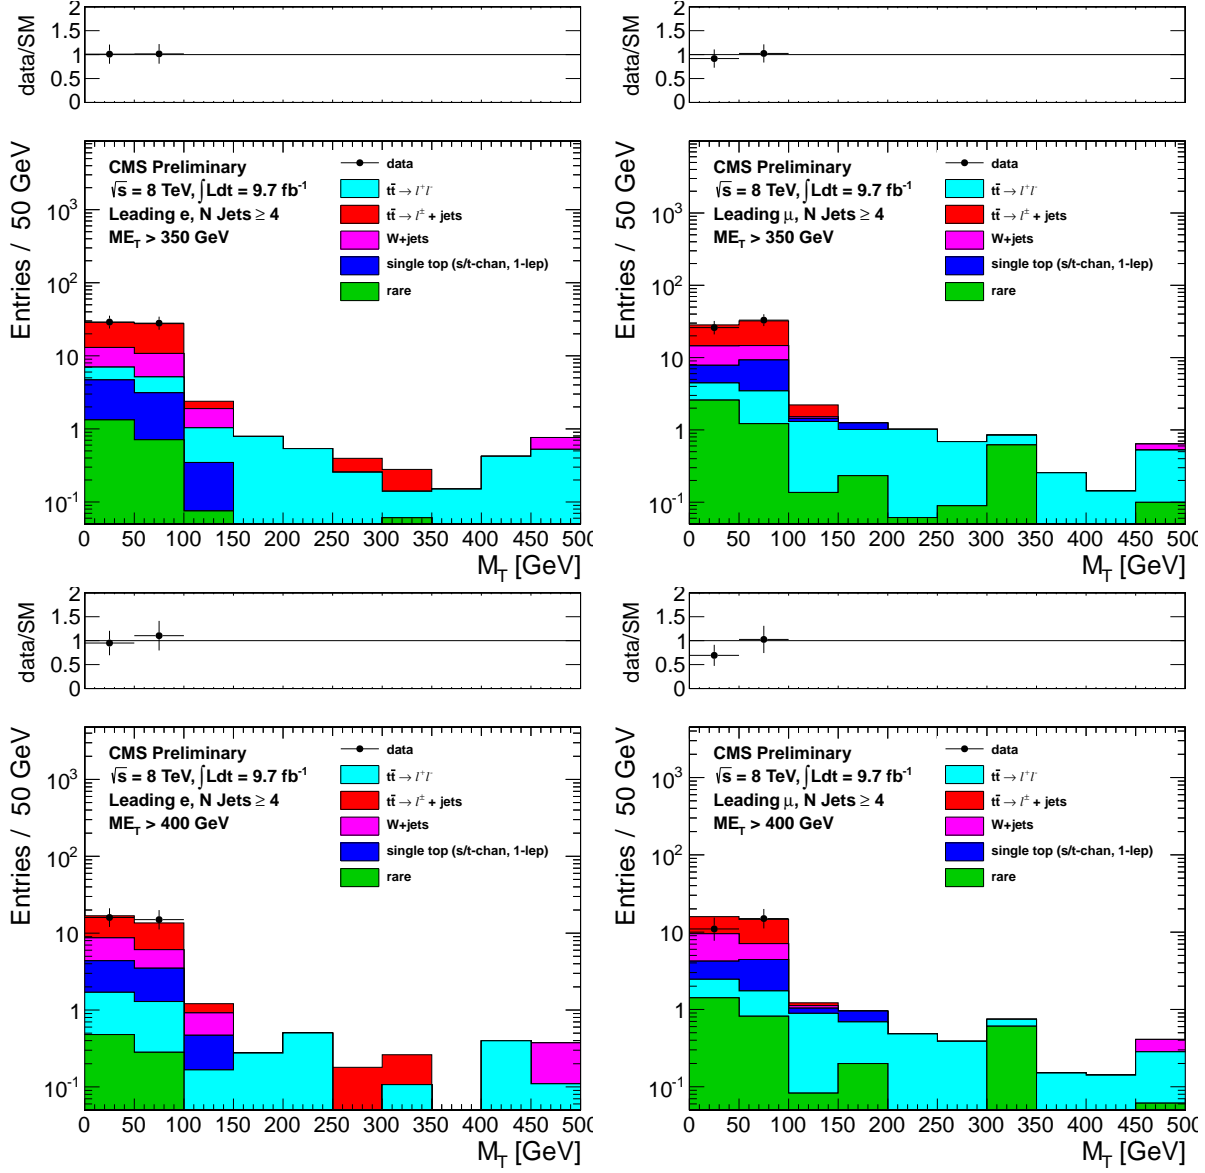 data/SM
2
1.5
1
0.5
0
Entries / 50 GeV
CMS Preliminary
√s = 8 TeV, ∫Ldt = 9.7 fb⁻¹
Leading e, N Jets ≥ 4
ME_T > 350 GeV
data
tt̄ → l⁺l⁻
tt̄ → l^± + jets
W+jets
single top (s/t-chan, 1-lep)
rare
10³
10²
10
1
10⁻¹
0 50 100 150 200 250 300 350 400 450 500
M_T [GeV]
data/SM
2
1.5
1
0.5
0
Entries / 50 GeV
CMS Preliminary
√s = 8 TeV, ∫Ldt = 9.7 fb⁻¹
Leading μ, N Jets ≥ 4
ME_T > 350 GeV
data
tt̄ → l⁺l⁻
tt̄ → l^± + jets
W+jets
single top (s/t-chan, 1-lep)
rare
10³
10²
10
1
10⁻¹
0 50 100 150 200 250 300 350 400 450 500
M_T [GeV]
data/SM
2
1.5
1
0.5
0
Entries / 50 GeV
CMS Preliminary
√s = 8 TeV, ∫Ldt = 9.7 fb⁻¹
Leading e, N Jets ≥ 4
ME_T > 400 GeV
data
tt̄ → l⁺l⁻
tt̄ → l^± + jets
W+jets
single top (s/t-chan, 1-lep)
rare
10³
10²
10
1
10⁻¹
0 50 100 150 200 250 300 350 400 450 500
M_T [GeV]
data/SM
2
1.5
1
0.5
0
Entries / 50 GeV
CMS Preliminary
√s = 8 TeV, ∫Ldt = 9.7 fb⁻¹
Leading μ, N Jets ≥ 4
ME_T > 400 GeV
data
tt̄ → l⁺l⁻
tt̄ → l^± + jets
W+jets
single top (s/t-chan, 1-lep)
rare
10³
10²
10
1
10⁻¹
0 50 100 150 200 250 300 350 400 450 500
M_T [GeV]